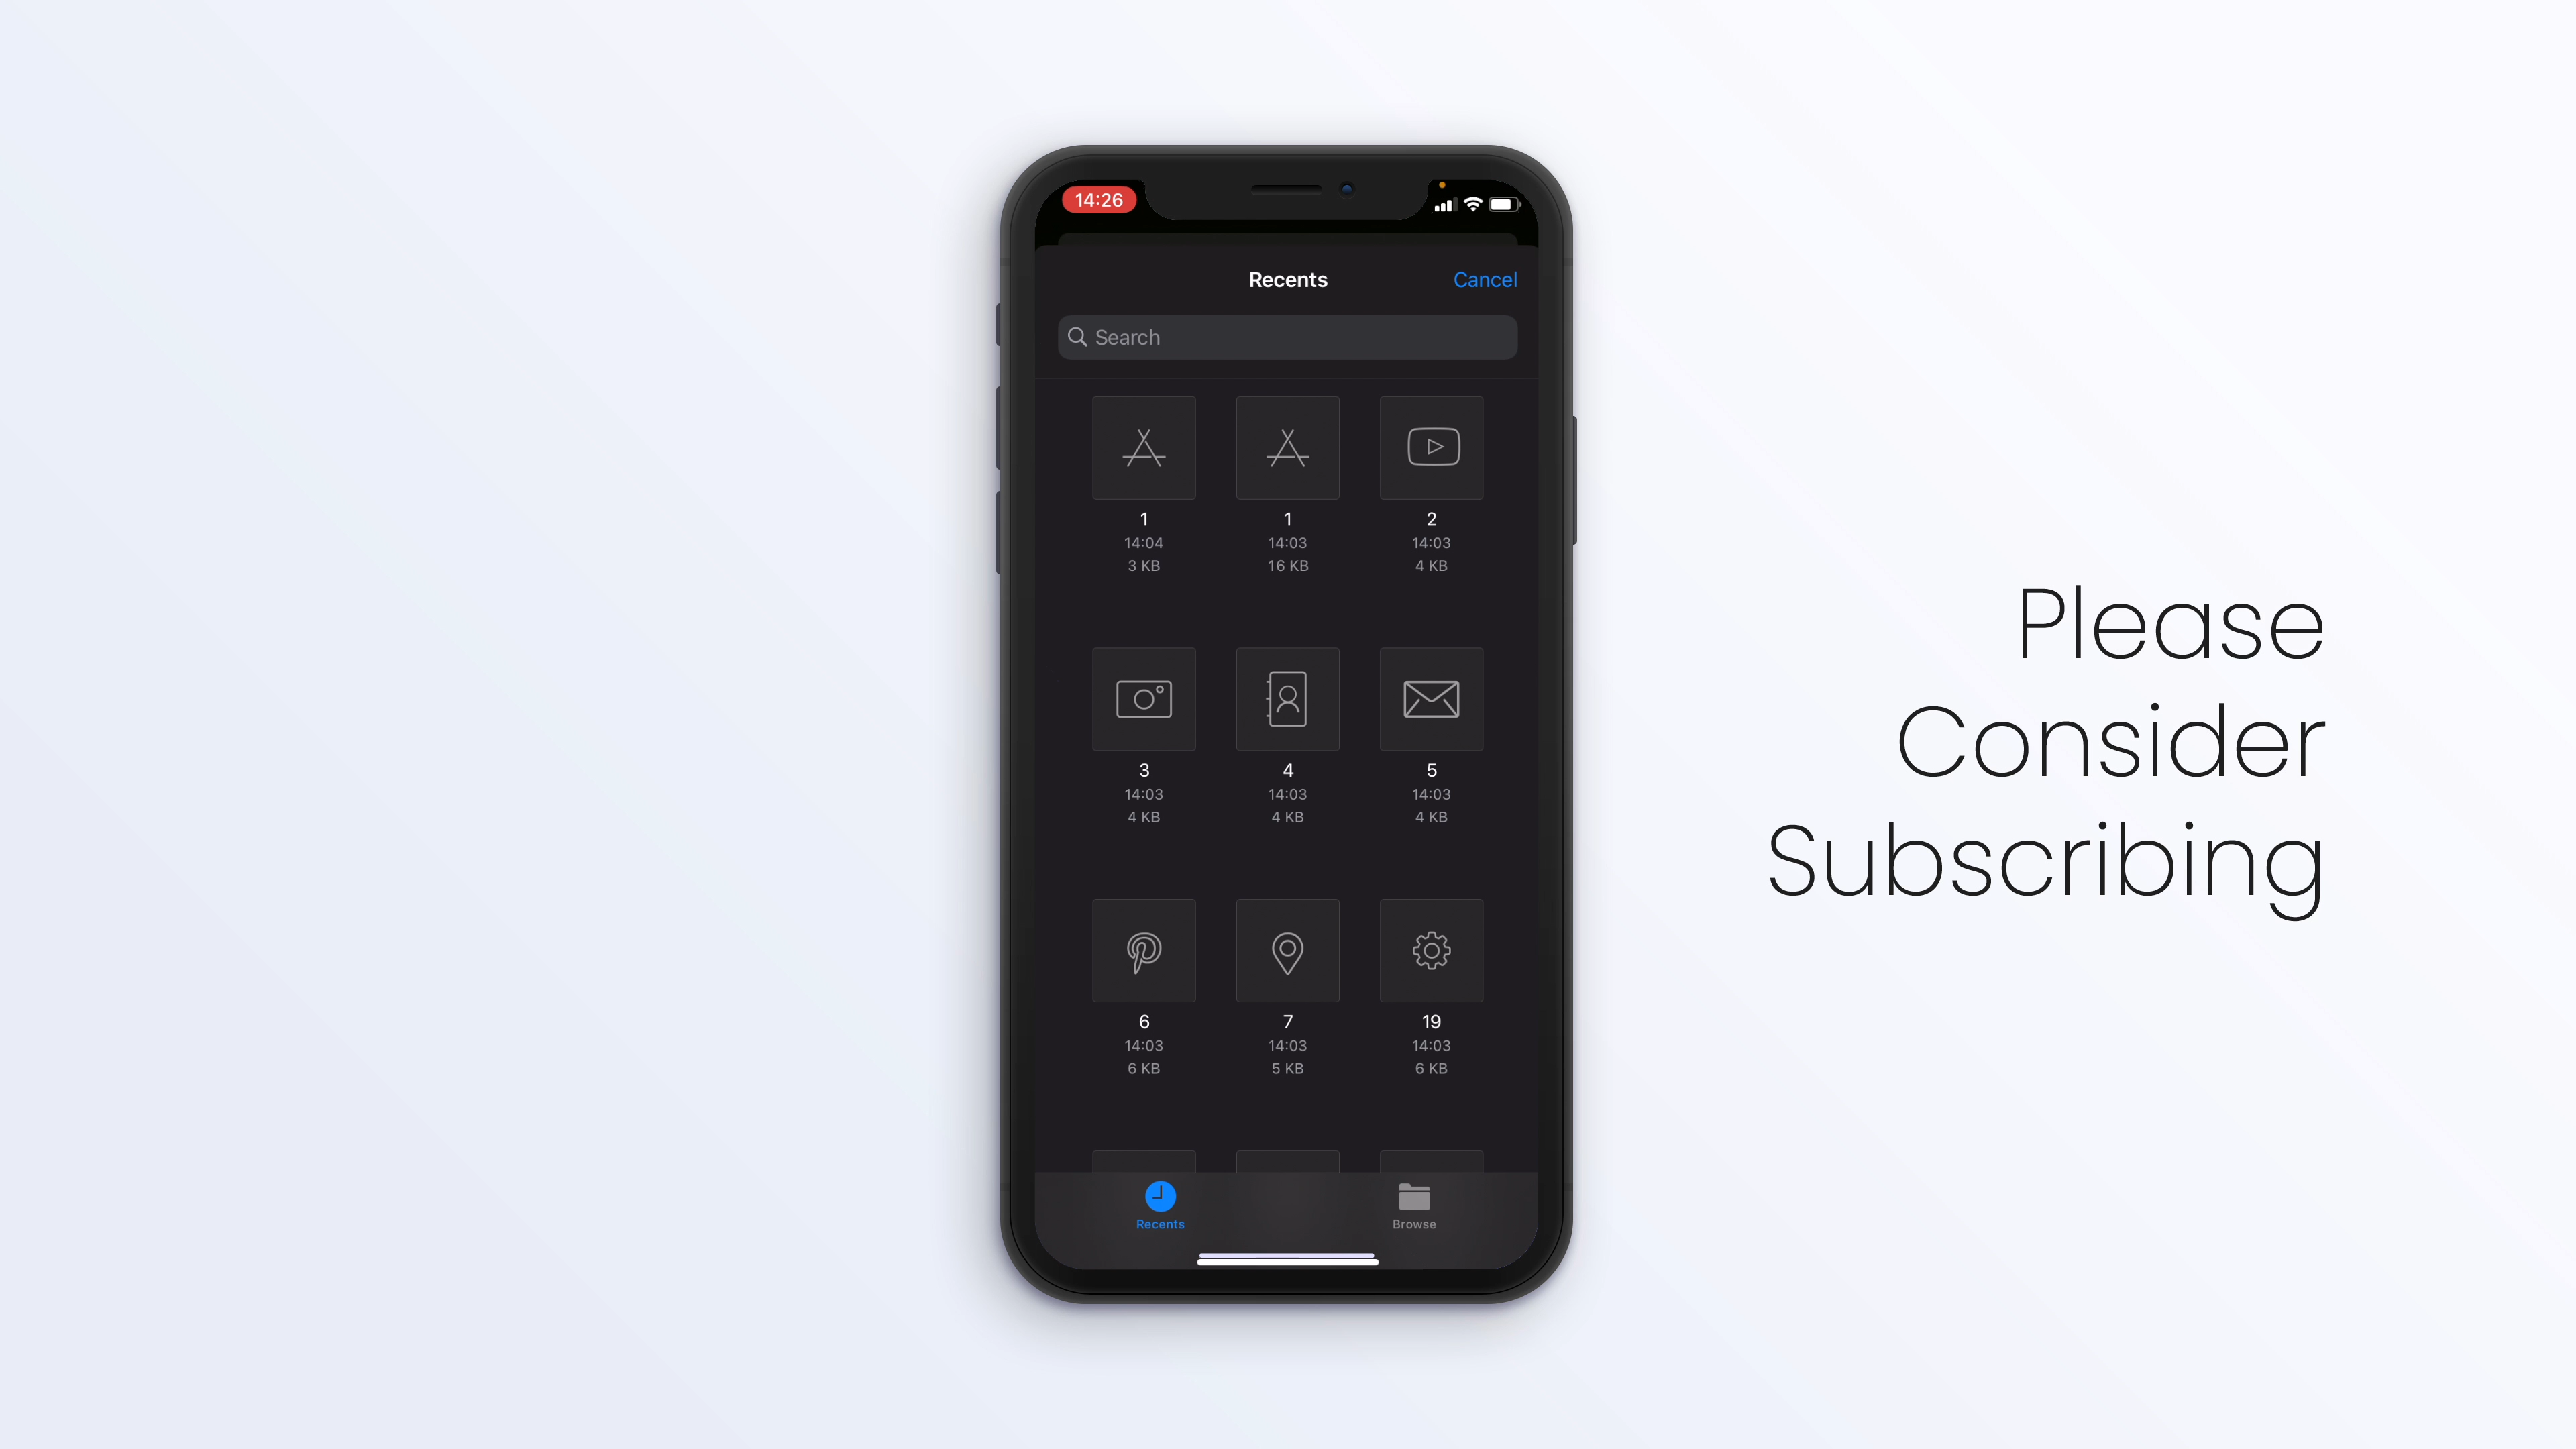 14:26
Recents
Cancel
Search
1
14:04
3 KB
1
14:03
16 KB
2
14:03
4 KB
3
14:03
4 KB
4
14:03
4 KB
5
14:03
4 KB
6
14:03
6 KB
7
14:03
5 KB
19
14:03
6 KB
Recents
Browse
Please
Consider
Subscribing